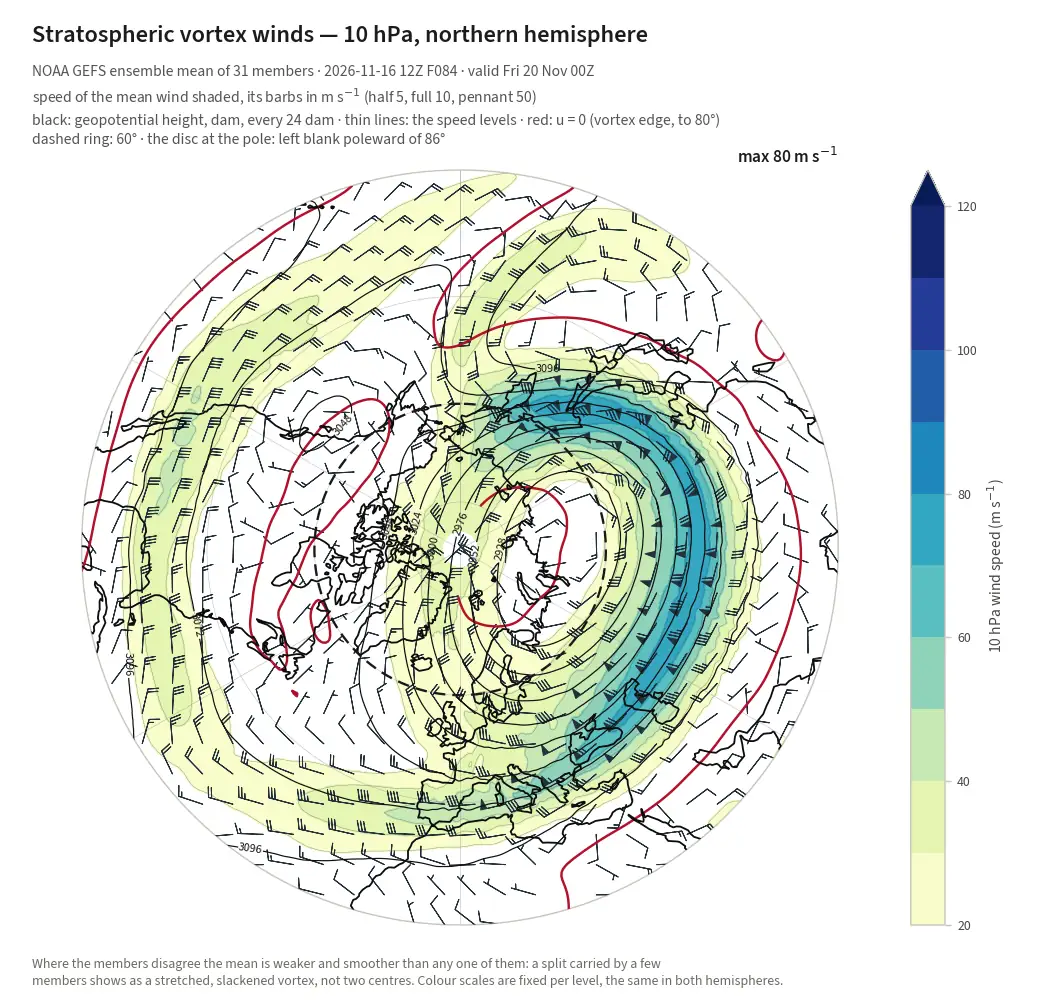 Stratospheric vortex winds — 10 hPa, northern hemisphere
NOAA GEFS ensemble mean of 31 members · 2026-11-16 12Z F084 · valid Fri 20 Nov 00Z
speed of the mean wind shaded, its barbs in m s⁻¹ (half 5, full 10, pennant 50)
black: geopotential height, dam, every 24 dam · thin lines: the speed levels · red: u = 0 (vortex edge, to 80°)
dashed ring: 60° · the disc at the pole: left blank poleward of 86°
max 80 m s⁻¹
120
100
80
60
40
20
10 hPa wind speed (m s⁻¹)
3096
3048
2976
3024
2928
3096
3096
Where the members disagree the mean is weaker and smoother than any one of them: a split carried by a few
members shows as a stretched, slackened vortex, not two centres. Colour scales are fixed per level, the same in both hemispheres.